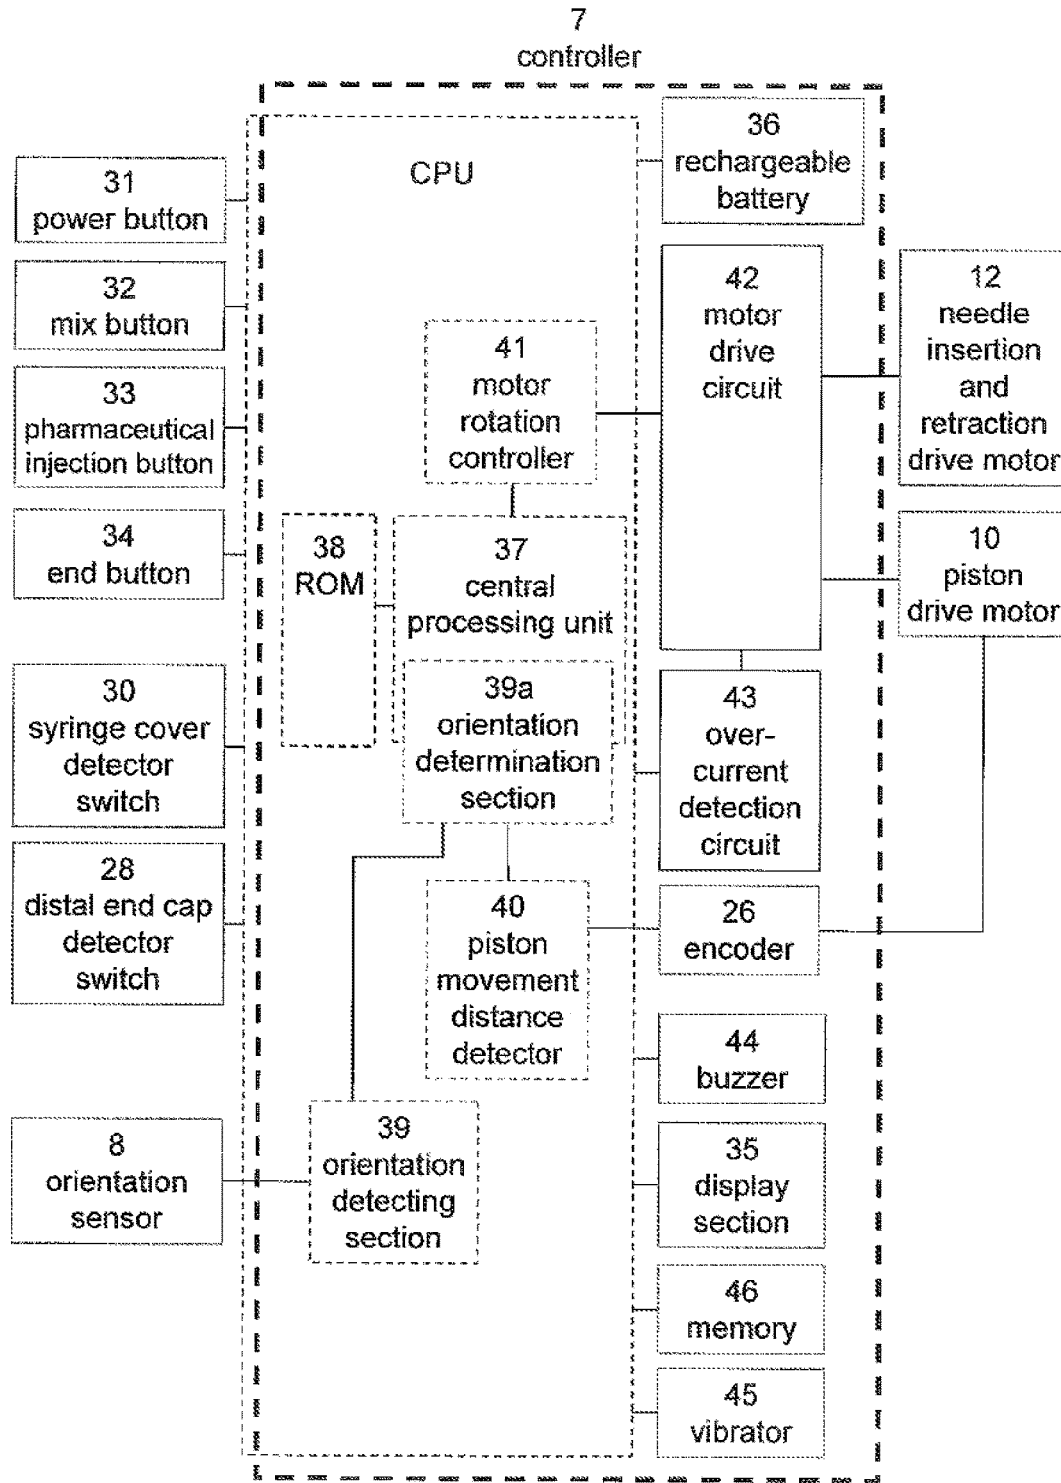 7
controller
CPU
31
power button
32
mix button
33
pharmaceutical
injection button
34
end button
30
syringe cover
detector
switch
28
distal end cap
detector
switch
8
orientation
sensor
41
motor
rotation
controller
38
ROM
37
central
processing unit
39a
orientation
determination
section
40
piston
movement
distance
detector
39
orientation
detecting
section
36
rechargeable
battery
42
motor
drive
circuit
43
over-
current
detection
circuit
26
encoder
44
buzzer
35
display
section
46
memory
45
vibrator
12
needle
insertion
and
retraction
drive motor
10
piston
drive motor